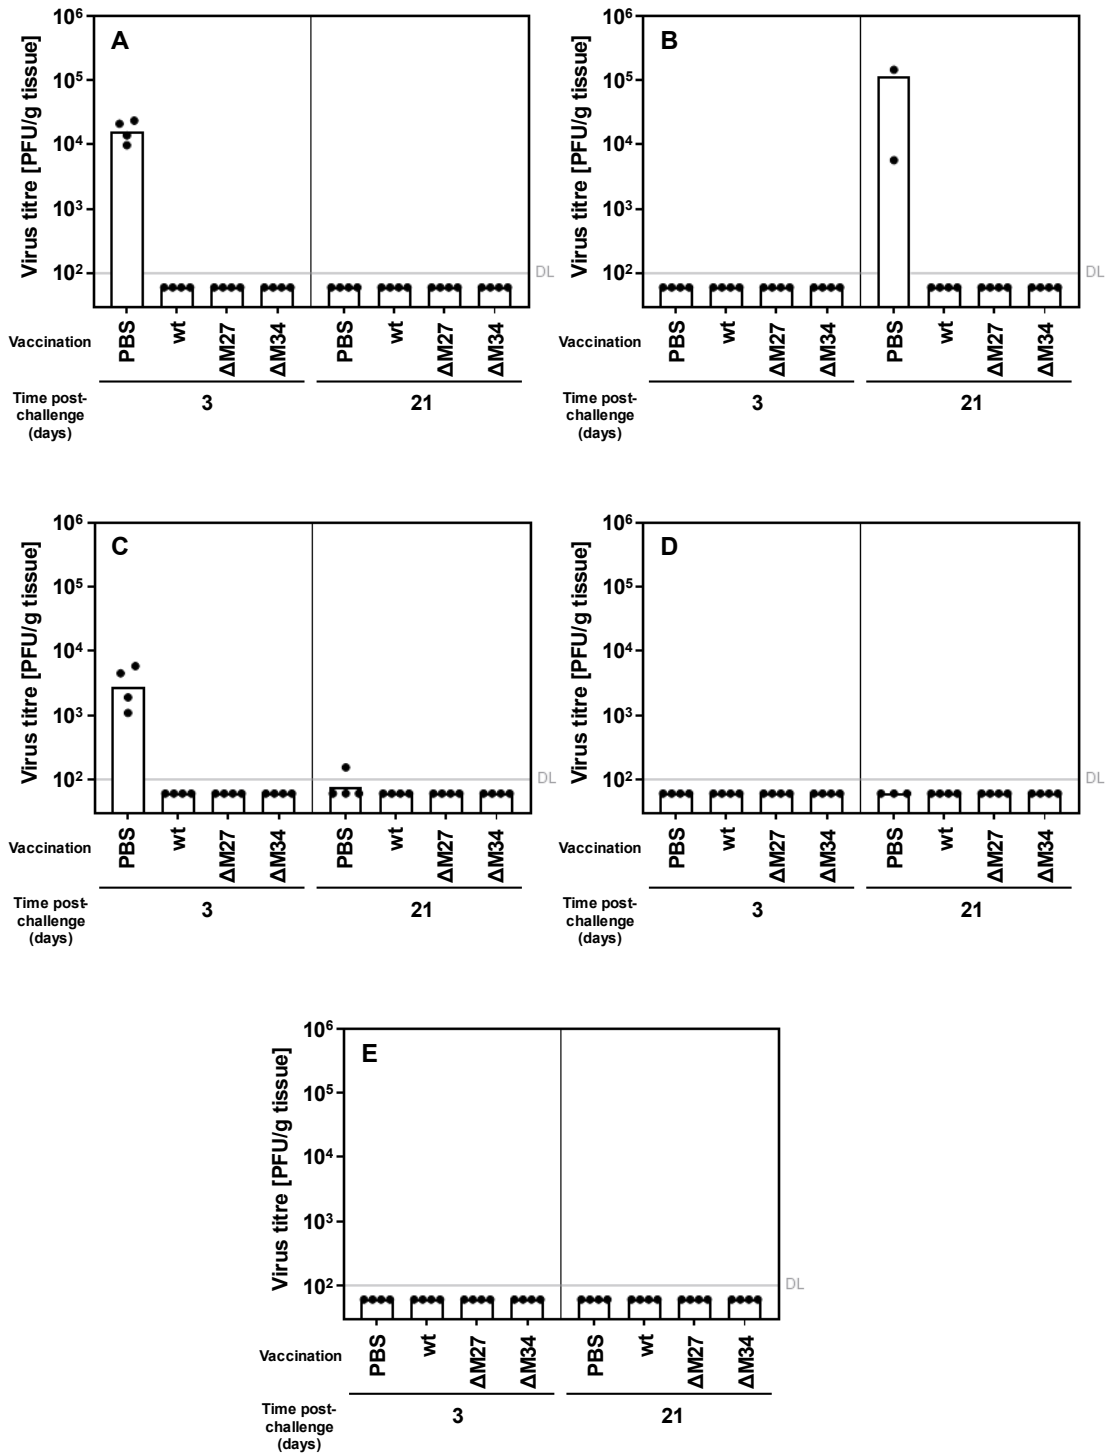 A
Virus titre [PFU/g tissue]
10⁶
10⁵
10⁴
10³
10²
DL
Vaccination
PBS wt ΔM27 ΔM34 PBS wt ΔM27 ΔM34
Time post-
challenge
(days)
3 21
B
Virus titre [PFU/g tissue]
10⁶
10⁵
10⁴
10³
10²
DL
Vaccination
PBS wt ΔM27 ΔM34 PBS wt ΔM27 ΔM34
Time post-
challenge
(days)
3 21
C
Virus titre [PFU/g tissue]
10⁶
10⁵
10⁴
10³
10²
DL
Vaccination
PBS wt ΔM27 ΔM34 PBS wt ΔM27 ΔM34
Time post-
challenge
(days)
3 21
D
Virus titre [PFU/g tissue]
10⁶
10⁵
10⁴
10³
10²
DL
Vaccination
PBS wt ΔM27 ΔM34 PBS wt ΔM27 ΔM34
Time post-
challenge
(days)
3 21
E
Virus titre [PFU/g tissue]
10⁶
10⁵
10⁴
10³
10²
DL
Vaccination
PBS wt ΔM27 ΔM34 PBS wt ΔM27 ΔM34
Time post-
challenge
(days)
3 21